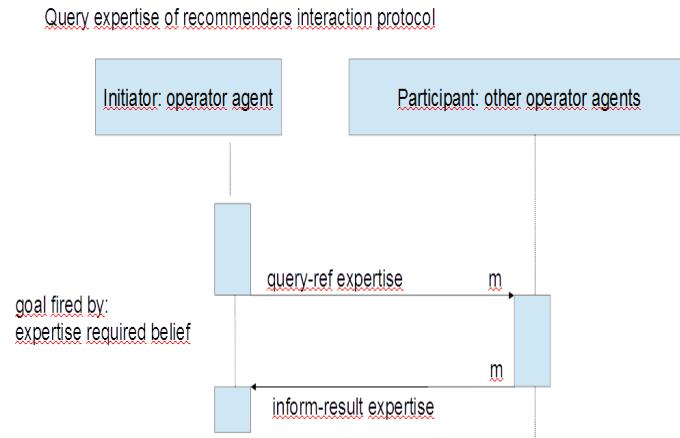 Query expertise of recommenders interaction protocol
Initiator: operator agent
Participant: other operator agents
query-ref expertise m
goal fired by:
expertise required belief
m
inform-result expertise